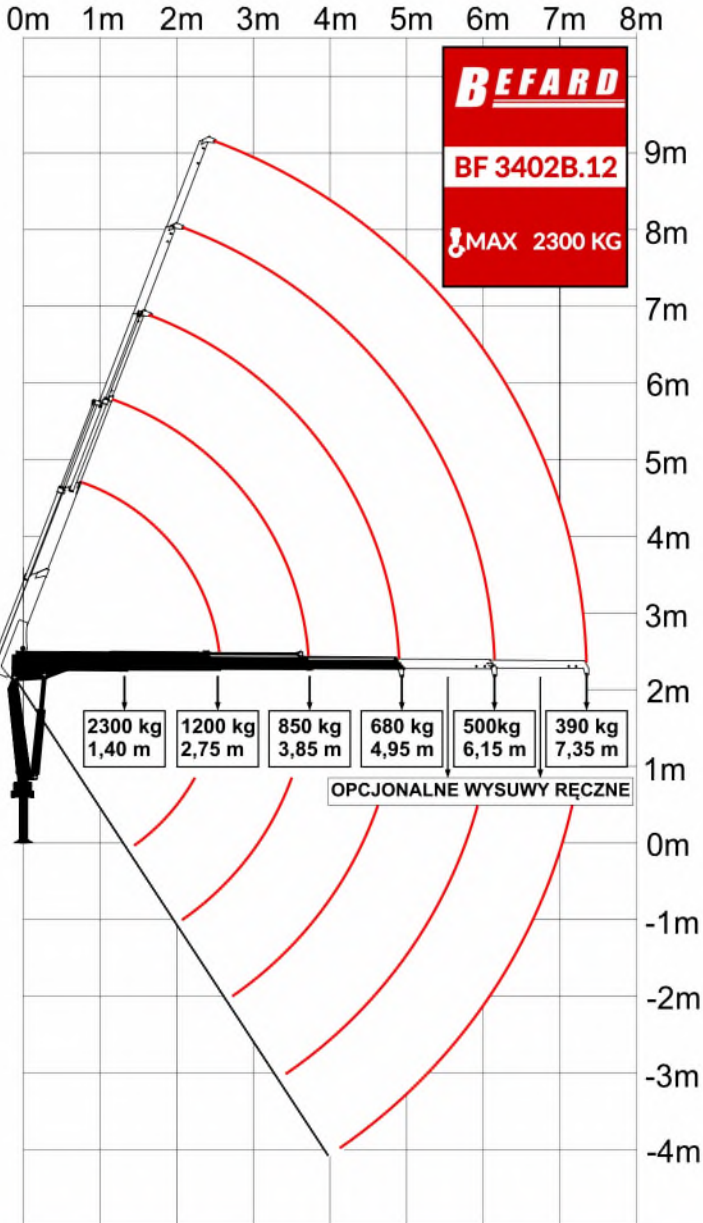 0m 1m 2m 3m 4m 5m 6m 7m 8m
BEFARD
BF 3402B.12
MAX 2300 KG
9m
8m
7m
6m
5m
4m
3m
2m
2300 kg
1,40 m
1200 kg
2,75 m
850 kg
3,85 m
680 kg
4,95 m
500kg
6,15 m
390 kg
7,35 m
1m
OPCJONALNE WYSUWY RĘCZNE
0m
-1m
-2m
-3m
-4m